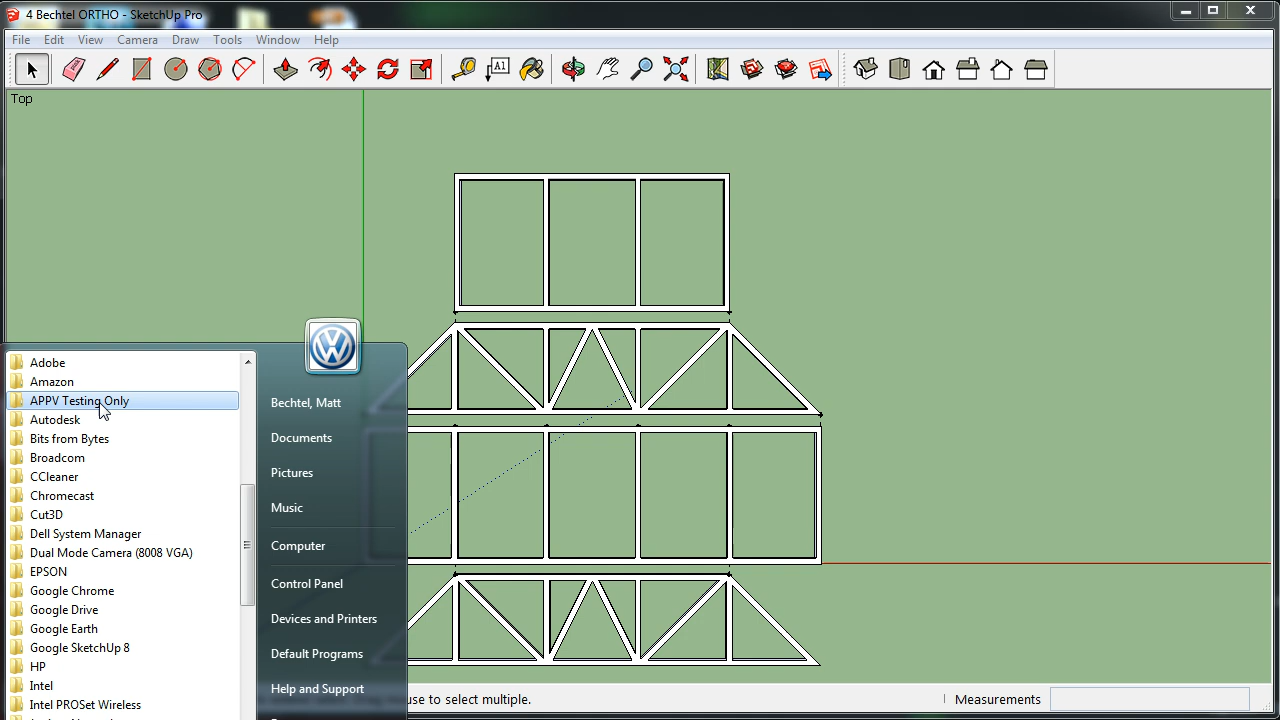 4 Bechtel ORTHO - SketchUp Pro
File Edit View Camera Draw Tools Window Help
A1
Top
Adobe
Amazon
APPV Testing Only
Autodesk
Bits from Bytes
Broadcom
CCleaner
Chromecast
Cut3D
Dell System Manager
Dual Mode Camera (8008 VGA)
EPSON
Google Chrome
Google Drive
Google Earth
Google SketchUp 8
HP
Intel
Intel PROSet Wireless
Bechtel, Matt
Documents
Pictures
Music
Computer
Control Panel
Devices and Printers
Default Programs
Help and Support
use to select multiple.
Measurements